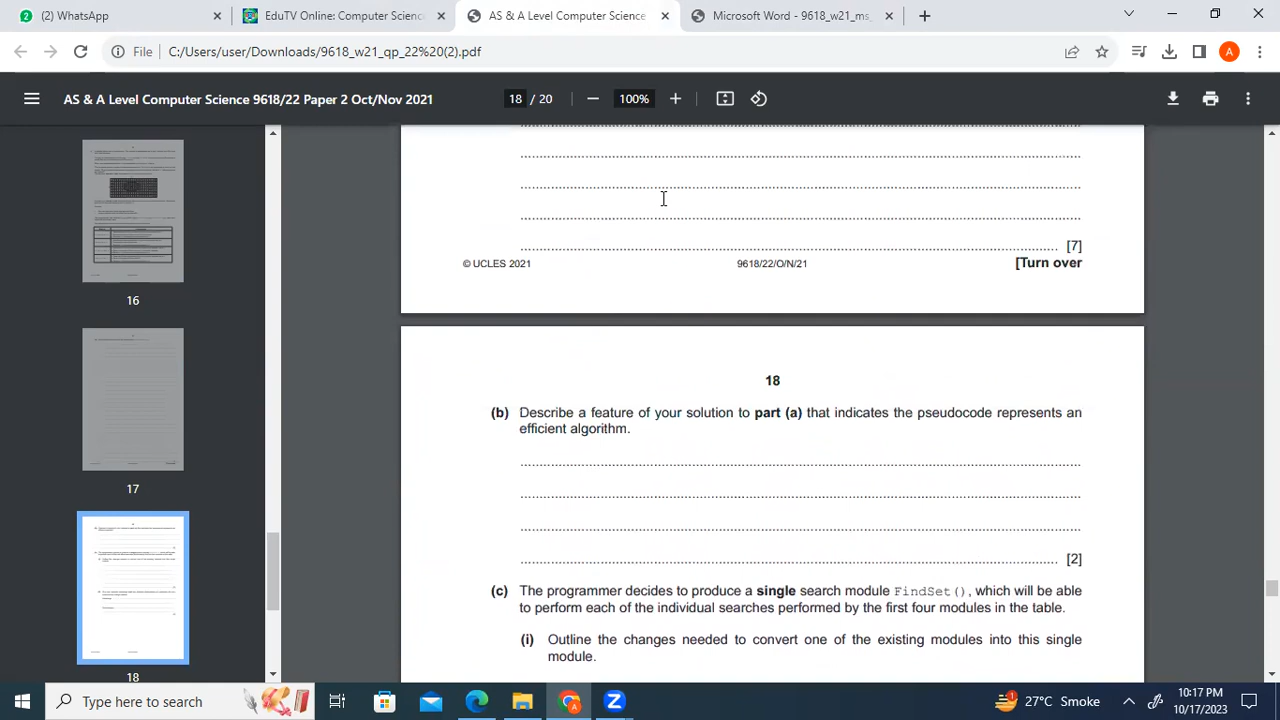 (2) WhatsApp
EduTV Online: Computer Scienc
AS & A Level Computer Science
Microsoft Word - 9618_w21_ms_
File
C:/Users/user/Downloads/9618_w21_qp_22%20(2).pdf
A
AS & A Level Computer Science 9618/22 Paper 2 Oct/Nov 2021
18 / 20
100%
16
17
18
[7]
© UCLES 2021
9618/22/O/N/21
[Turn over
18
(b) Describe a feature of your solution to part (a) that indicates the pseudocode represents an
efficient algorithm.
[2]
(c) The programmer decides to produce a single search module FindSet(), which will be able
to perform each of the individual searches performed by the first four modules in the table.
(i) Outline the changes needed to convert one of the existing modules into this single
module.
Type here to search
27°C Smoke
10:17 PM
10/17/2023